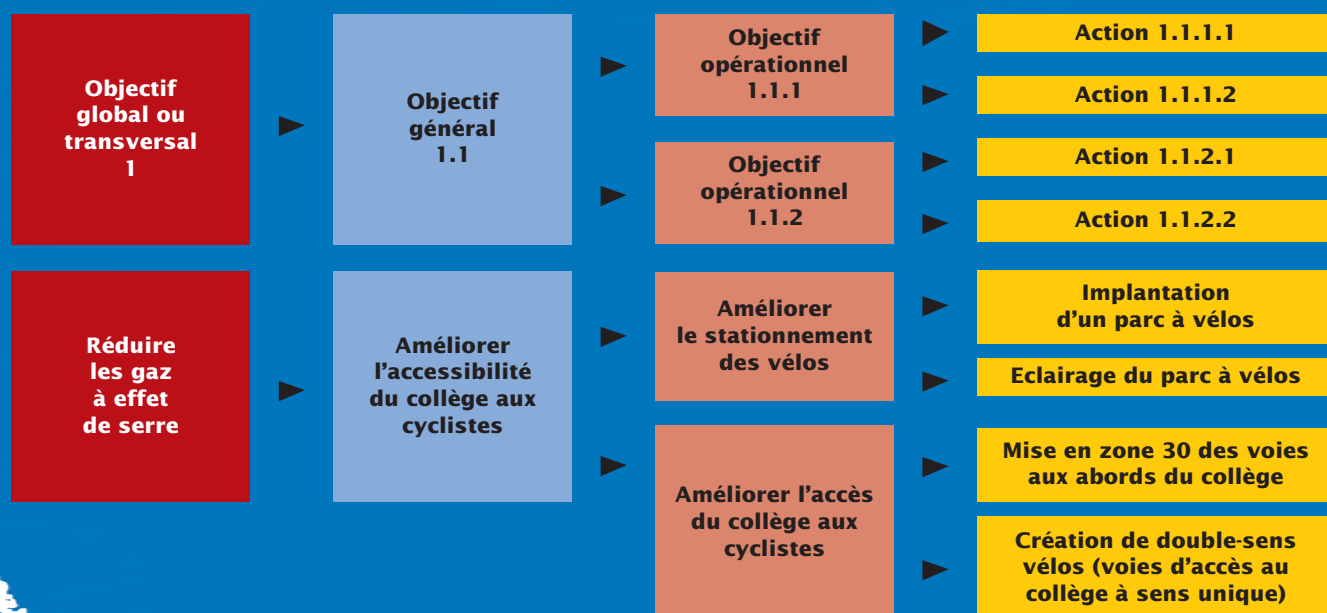 Objectif
global ou
transversal
1
Objectif
général
1.1
Objectif
opérationnel
1.1.1
Action 1.1.1.1
Action 1.1.1.2
Objectif
opérationnel
1.1.2
Action 1.1.2.1
Action 1.1.2.2
Réduire
les gaz
à effet
de serre
Améliorer
l'accessibilité
du collège aux
cyclistes
Améliorer
le stationnement
des vélos
Implantation
d'un parc à vélos
Eclairage du parc à vélos
Améliorer l'accès
du collège aux
cyclistes
Mise en zone 30 des voies
aux abords du collège
Création de double-sens
vélos (voies d'accès au
collège à sens unique)